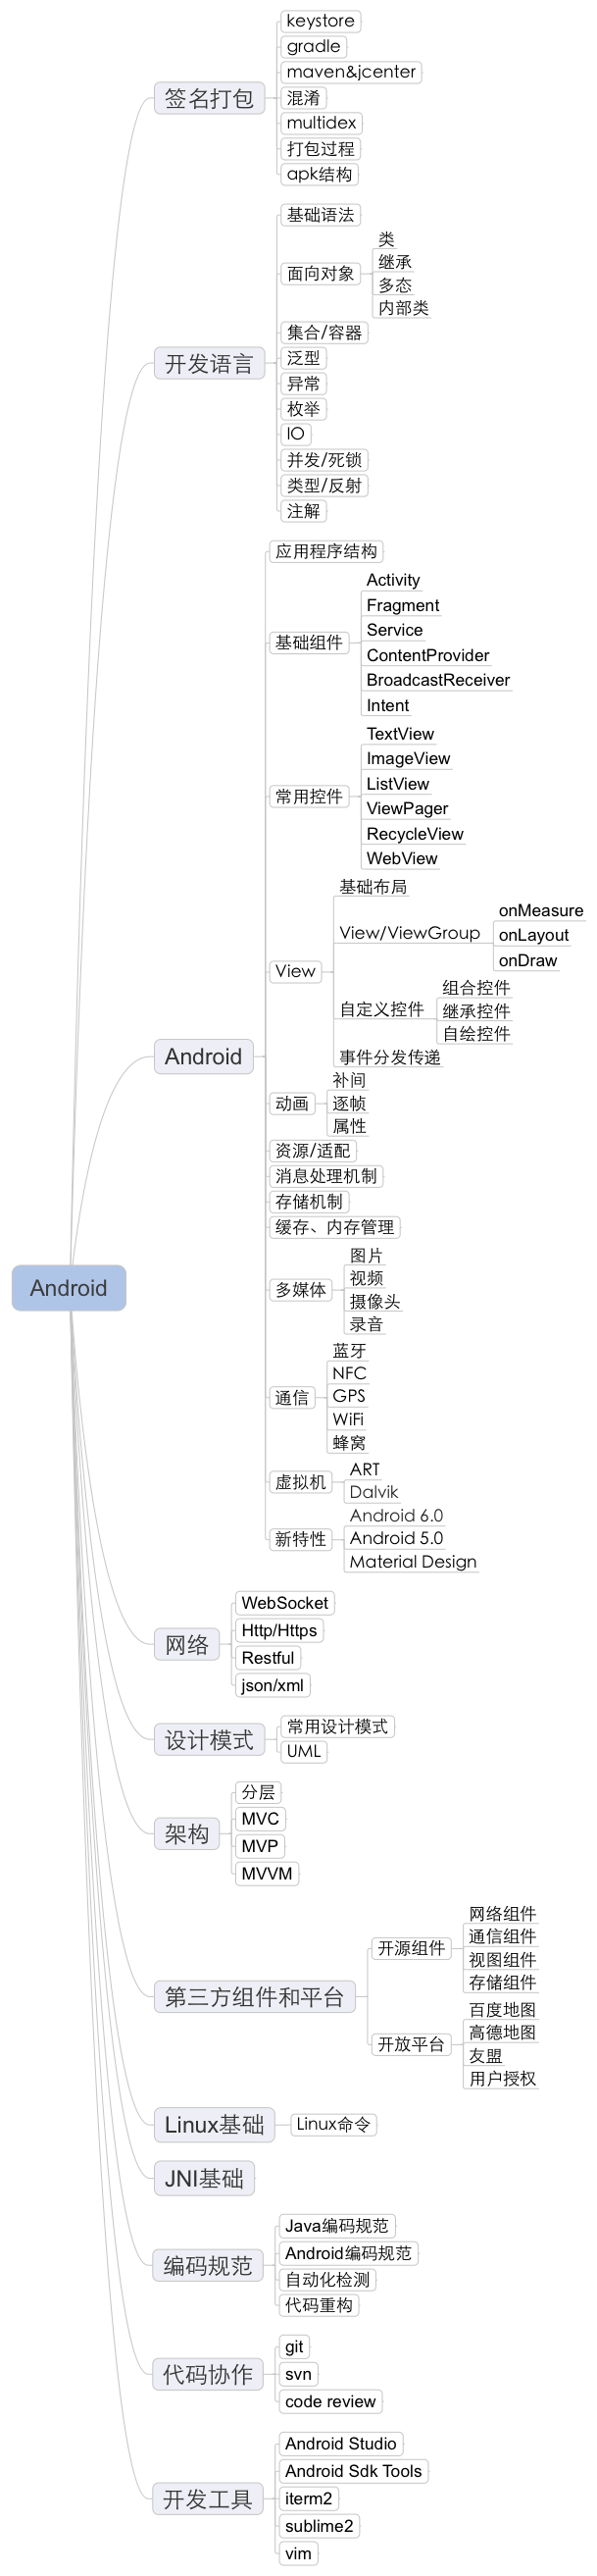 keystore
gradle
maven&jcenter
签名打包
混淆
multidex
打包过程
apk结构
基础语法
类
继承
面向对象
多态
内部类
集合/容器
开发语言
泛型
异常
枚举
IO
并发/死锁
类型/反射
注解
应用程序结构
Activity
Fragment
Service
基础组件
ContentProvider
BroadcastReceiver
Intent
TextView
ImageView
ListView
常用控件
ViewPager
RecycleView
WebView
基础布局
onMeasure
View/ViewGroup
onLayout
onDraw
View
组合控件
自定义控件
继承控件
自绘控件
事件分发传递
Android
补间
动画
逐帧
属性
资源/适配
消息处理机制
存储机制
缓存、内存管理
图片
视频
Android
多媒体
摄像头
录音
蓝牙
NFC
通信
GPS
WiFi
蜂窝
ART
虚拟机
Dalvik
Android 6.0
新特性
Android 5.0
Material Design
WebSocket
Http/Https
网络
Restful
json/xml
常用设计模式
设计模式
UML
分层
MVC
架构
MVP
MVVM
网络组件
通信组件
开源组件
视图组件
存储组件
第三方组件和平台
百度地图
高德地图
开放平台
友盟
用户授权
Linux基础
Linux命令
JNI基础
Java编码规范
Android编码规范
编码规范
自动化检测
代码重构
git
代码协作
svn
code review
Android Studio
Android Sdk Tools
开发工具
iterm2
sublime2
vim